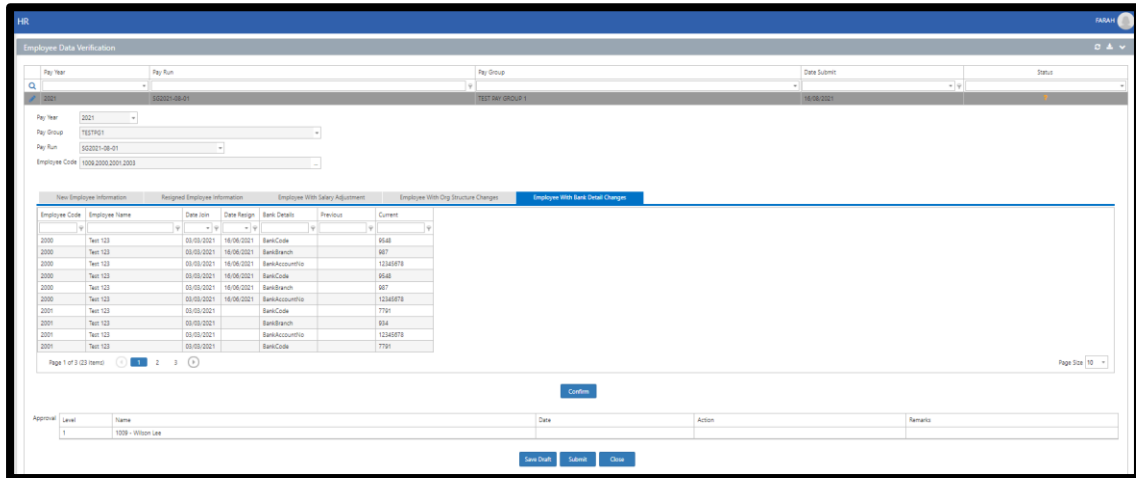 HR FARAH
Employee Data Verification
Pay Year Pay Run Pay Group Date Submit Status
2021 SG2021-08-01 TEST PAY GROUP 1 16/06/2021
Pay Year 2021
Pay Group TESTPG1
Pay Run SG2021-08-01
Employee Code 1009,2000,2001,2003 ...
New Employee Information Resigned Employee Information Employee With Salary Adjustment Employee With Org Structure Changes Employee With Bank Detail Changes
Employee Code Employee Name Date Join Date Resign Bank Details Previous Current
2000 Test 123 03/03/2021 16/06/2021 BankCode 9548
2000 Test 123 03/03/2021 16/06/2021 BankBranch 987
2000 Test 123 03/03/2021 16/06/2021 BankAccountNo 12345678
2000 Test 123 03/03/2021 16/06/2021 BankCode 9548
2000 Test 123 03/03/2021 16/06/2021 BankBranch 987
2000 Test 123 03/03/2021 16/06/2021 BankAccountNo 12345678
2001 Test 123 03/03/2021 BankCode 7791
2001 Test 123 03/03/2021 BankBranch 934
2001 Test 123 03/03/2021 BankAccountNo 12345678
2001 Test 123 03/03/2021 BankCode 7791
Page 1 of 3 (23 items) 1 2 3 Page Size 10
Confirm
Approval Level Name Date Action Remarks
1 1009 - Wilson Lee
Save Draft Submit Close